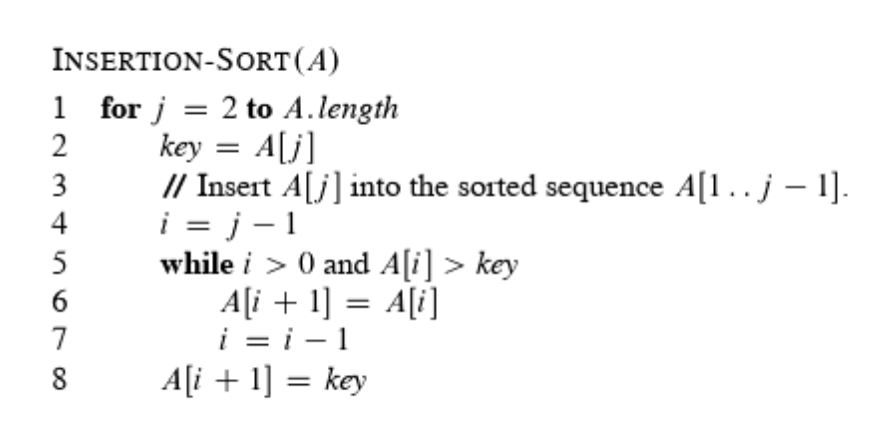 INSERTION-SORT(A)
1 for j = 2 to A.length
2 key = A[j]
3 // Insert A[j] into the sorted sequence A[1 . . j − 1].
4 i = j − 1
5 while i > 0 and A[i] > key
6 A[i + 1] = A[i]
7 i = i − 1
8 A[i + 1] = key